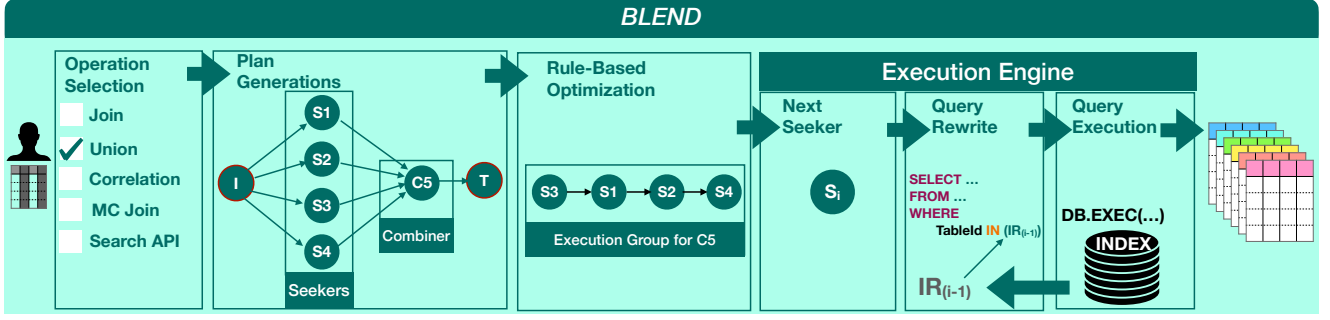 BLEND
Operation
Selection
Join
Union
Correlation
MC Join
Search API
Plan
Generations
I
S1
S2
S3
S4
Seekers
C5
Combiner
T
Rule-Based
Optimization
S3
S1
S2
S4
Execution Group for C5
Execution Engine
Next
Seeker
Si
Query
Rewrite
SELECT ...
FROM ...
WHERE
TableId IN (IR(i-1))
IR(i-1)
Query
Execution
DB.EXEC(...)
INDEX